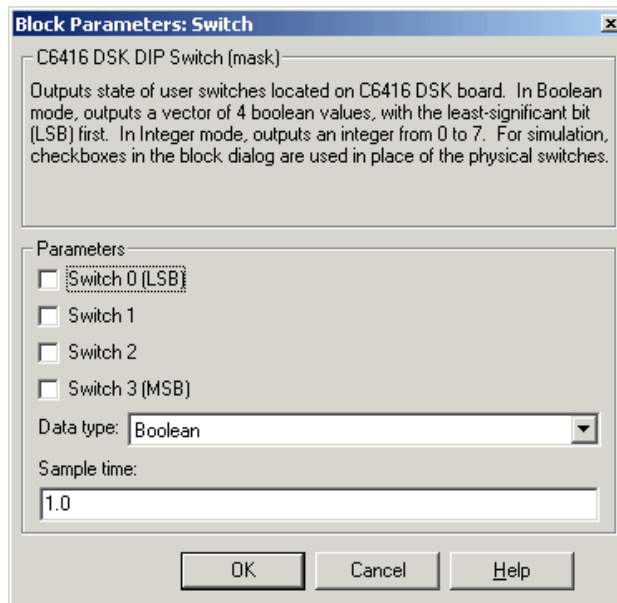 Block Parameters: Switch
C6416 DSK DIP Switch (mask)
Outputs state of user switches located on C6416 DSK board. In Boolean
mode, outputs a vector of 4 boolean values, with the least-significant bit
(LSB) first. In Integer mode, outputs an integer from 0 to 7. For simulation,
checkboxes in the block dialog are used in place of the physical switches.
Parameters
Switch 0 (LSB)
Switch 1
Switch 2
Switch 3 (MSB)
Data type: Boolean
Sample time:
1.0
OK Cancel Help